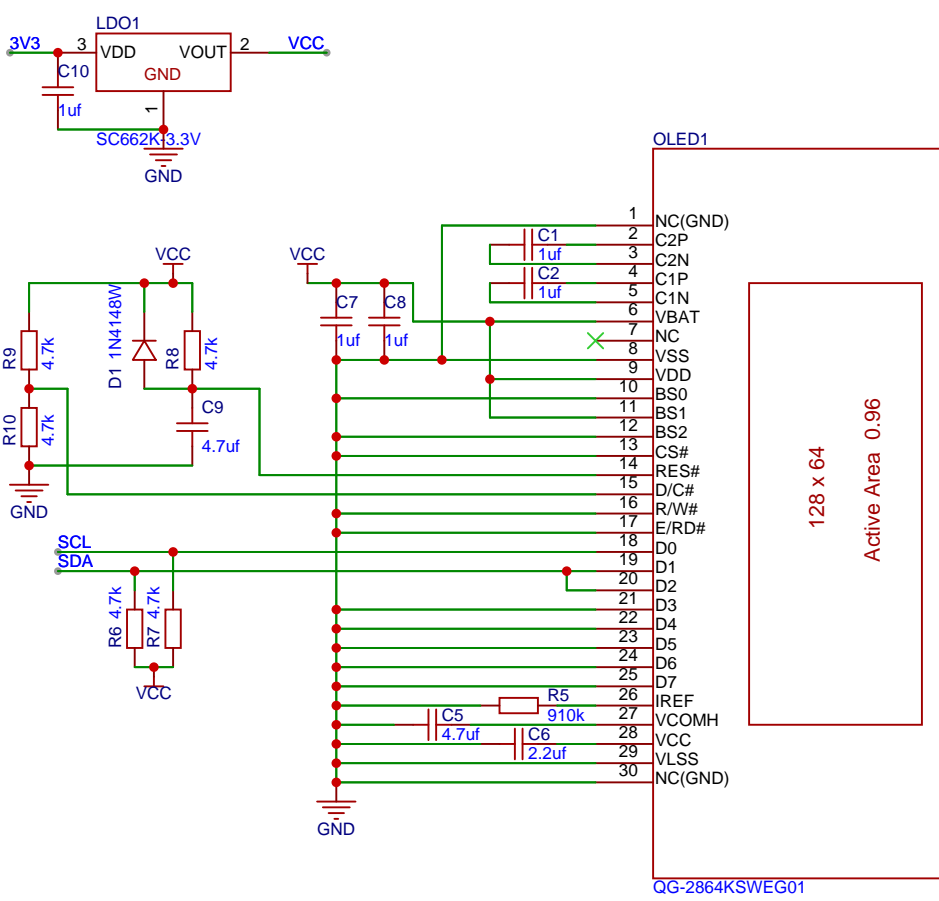 LDO1
3V3
3
VDD
VOUT
2
VCC
C10
GND
1uf
1
SC662K-3.3V
GND
OLED1
VCC
VCC
D1 1N4148W
R9
4.7k
R8
4.7k
R10
4.7k
C9
4.7uf
GND
C7
1uf
C8
1uf
C1
1uf
C2
1uf
1 NC(GND)
2 C2P
3 C2N
4 C1P
5 C1N
6 VBAT
7 NC
8 VSS
9 VDD
10 BS0
11 BS1
12 BS2
13 CS#
14 RES#
15 D/C#
16 R/W#
17 E/RD#
18 D0
19 D1
20 D2
21 D3
22 D4
23 D5
24 D6
25 D7
26 IREF
27 VCOMH
28 VCC
29 VLSS
30 NC(GND)
128 x 64
Active Area 0.96
SCL
SDA
R6 4.7k
R7 4.7k
VCC
R5
910k
C5
4.7uf
C6
2.2uf
GND
QG-2864KSWEG01